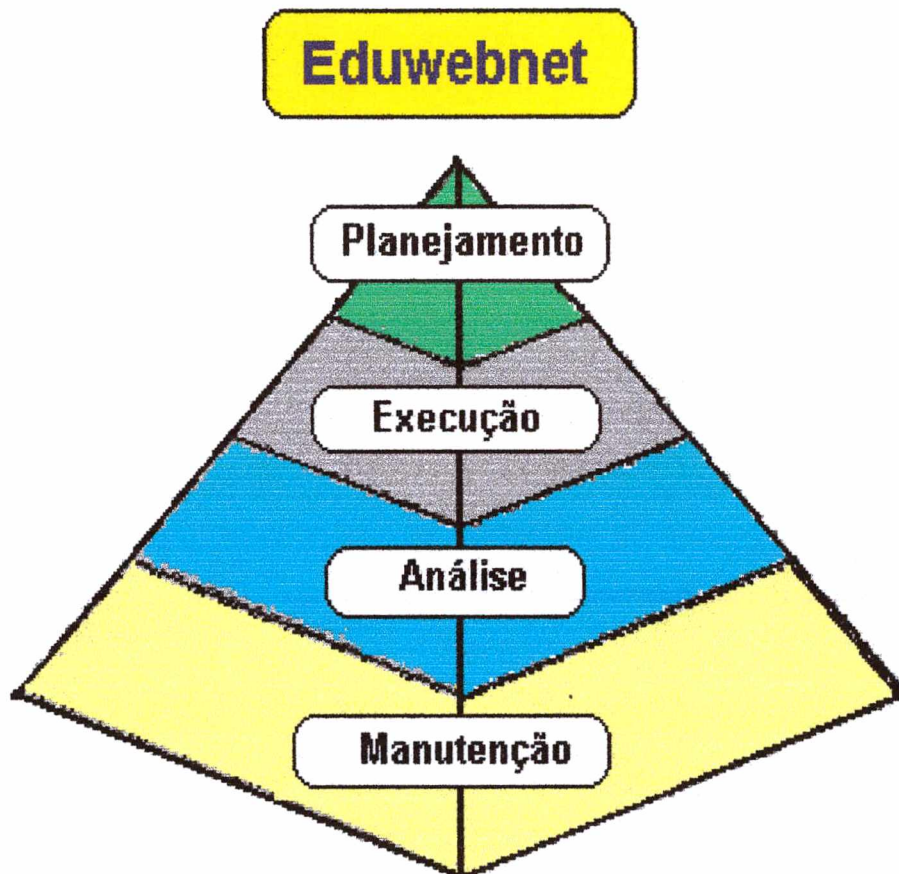 Eduwebnet
Planejamento
Execução
Análise
Manutenção